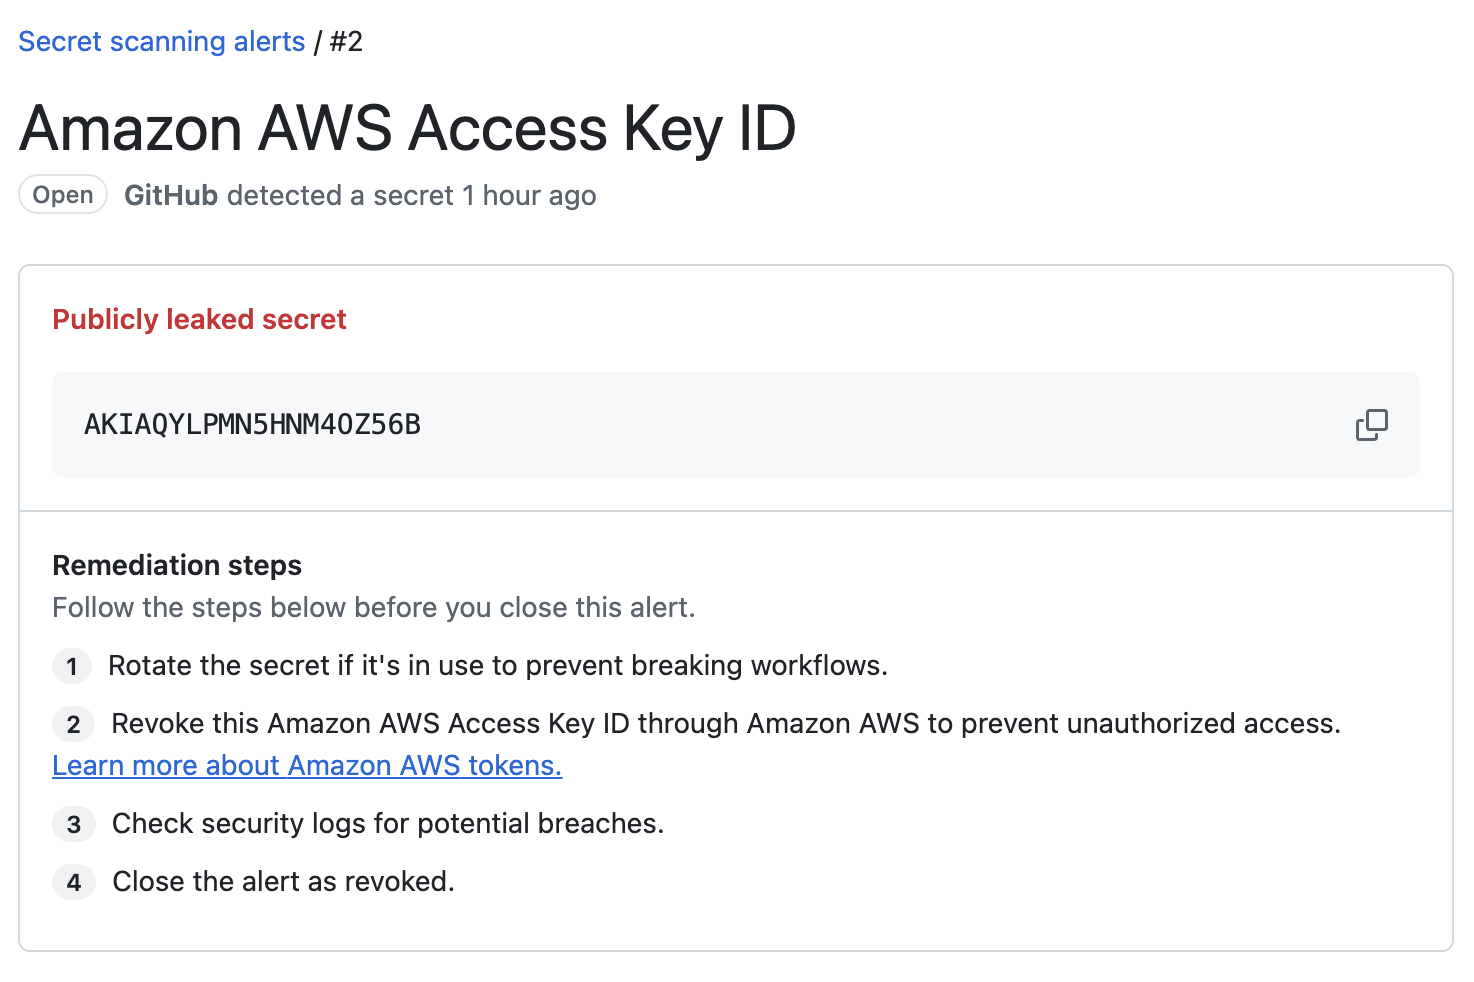 Secret scanning alerts / #2
Amazon AWS Access Key ID
Open GitHub detected a secret 1 hour ago
Publicly leaked secret
AKIAQYLPMN5HNM4OZ56B
Remediation steps
Follow the steps below before you close this alert.
1 Rotate the secret if it's in use to prevent breaking workflows.
2 Revoke this Amazon AWS Access Key ID through Amazon AWS to prevent unauthorized access.
Learn more about Amazon AWS tokens.
3 Check security logs for potential breaches.
4 Close the alert as revoked.